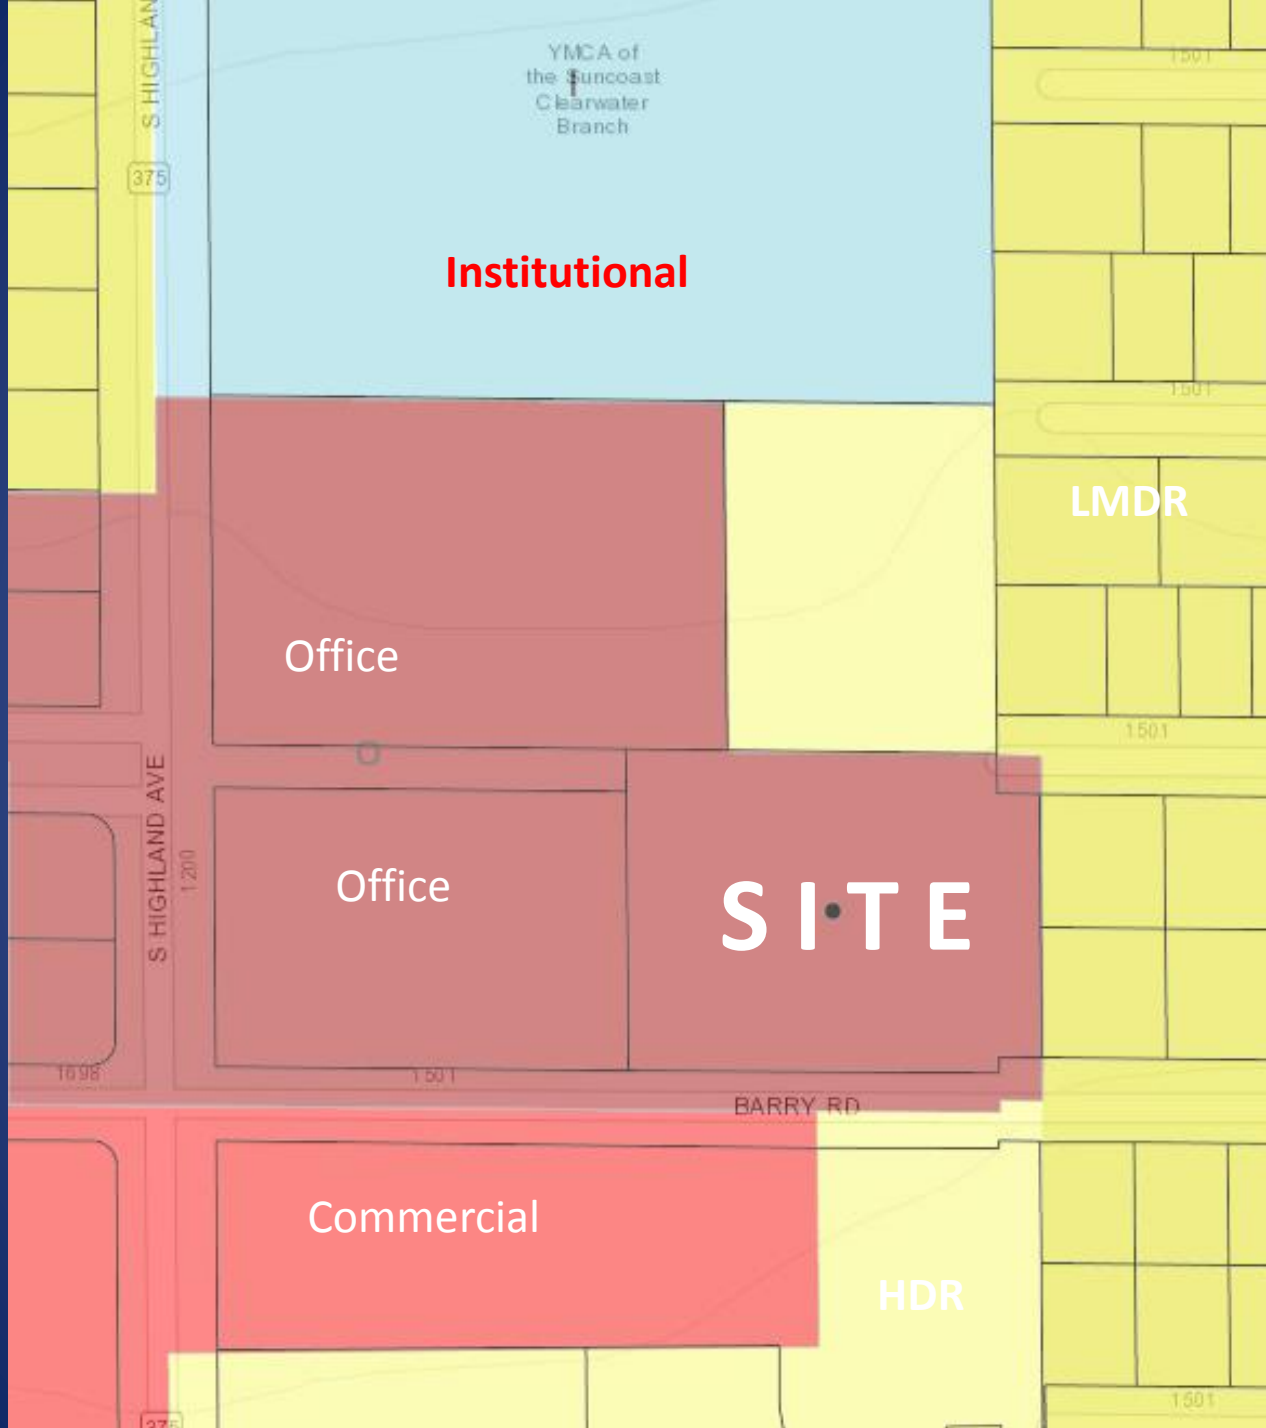 S HIGHLAN
YMCA of
the Suncoast
Clearwater
Branch
1501
375
Institutional
1501
LMDR
Office
1501
S HIGHLAND AVE
1200
Office
SITE
1698
1501
BARRY RD
Commercial
HDR
1501
375